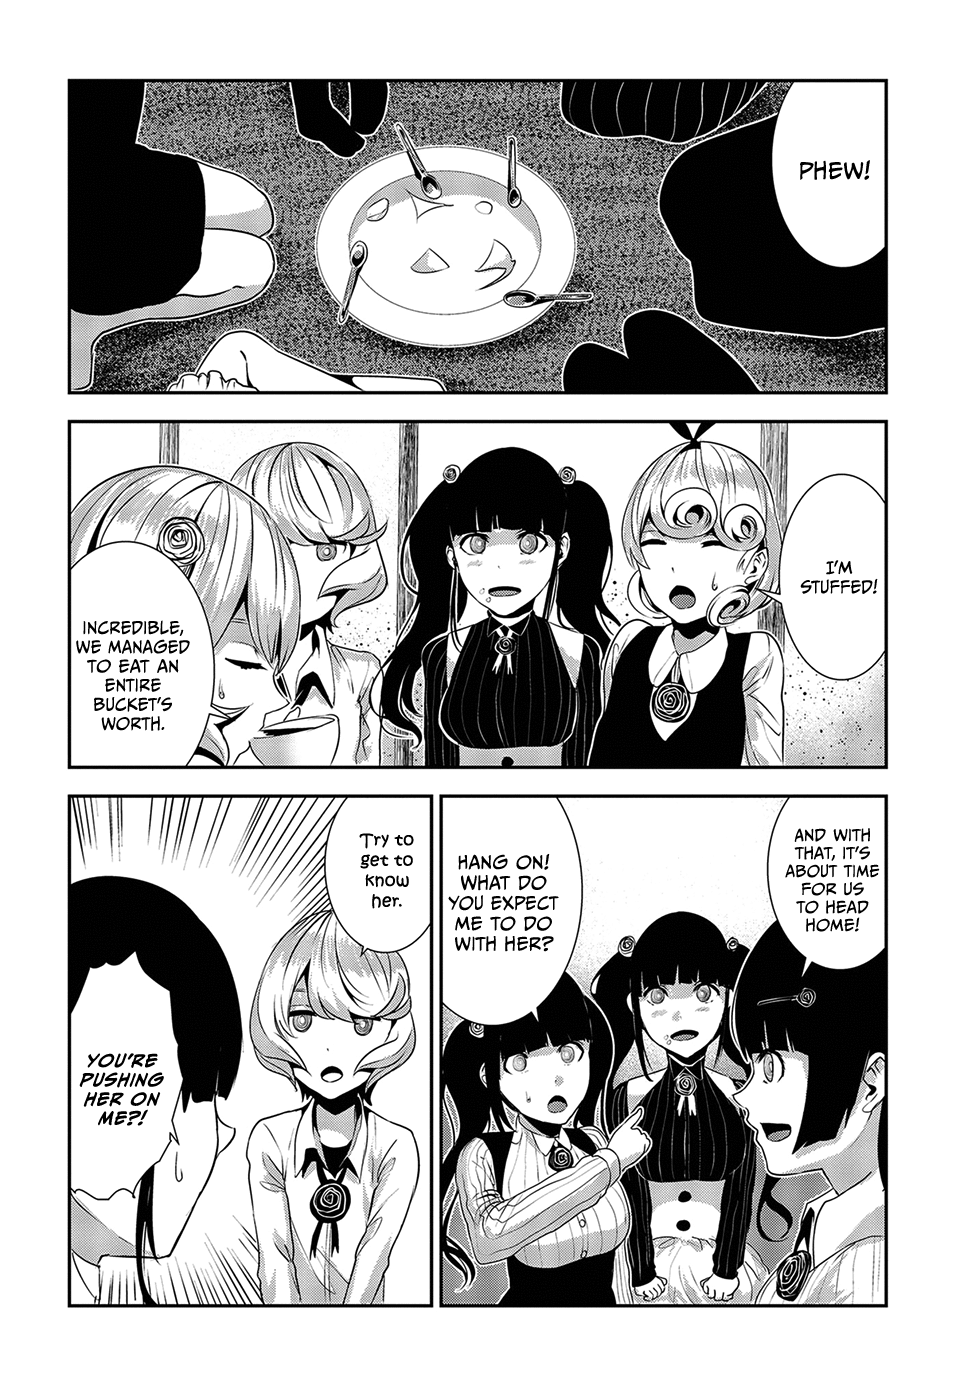 PHEW!
I'M
STUFFED!
INCREDIBLE,
WE MANAGED
TO EAT AN
ENTIRE
BUCKET'S
WORTH.
AND WITH
THAT, IT'S
ABOUT TIME
FOR US
TO HEAD
HOME!
HANG ON!
WHAT DO
YOU EXPECT
ME TO DO
WITH HER?
Try to
get to
know
her.
YOU'RE
PUSHING
HER ON
ME?!